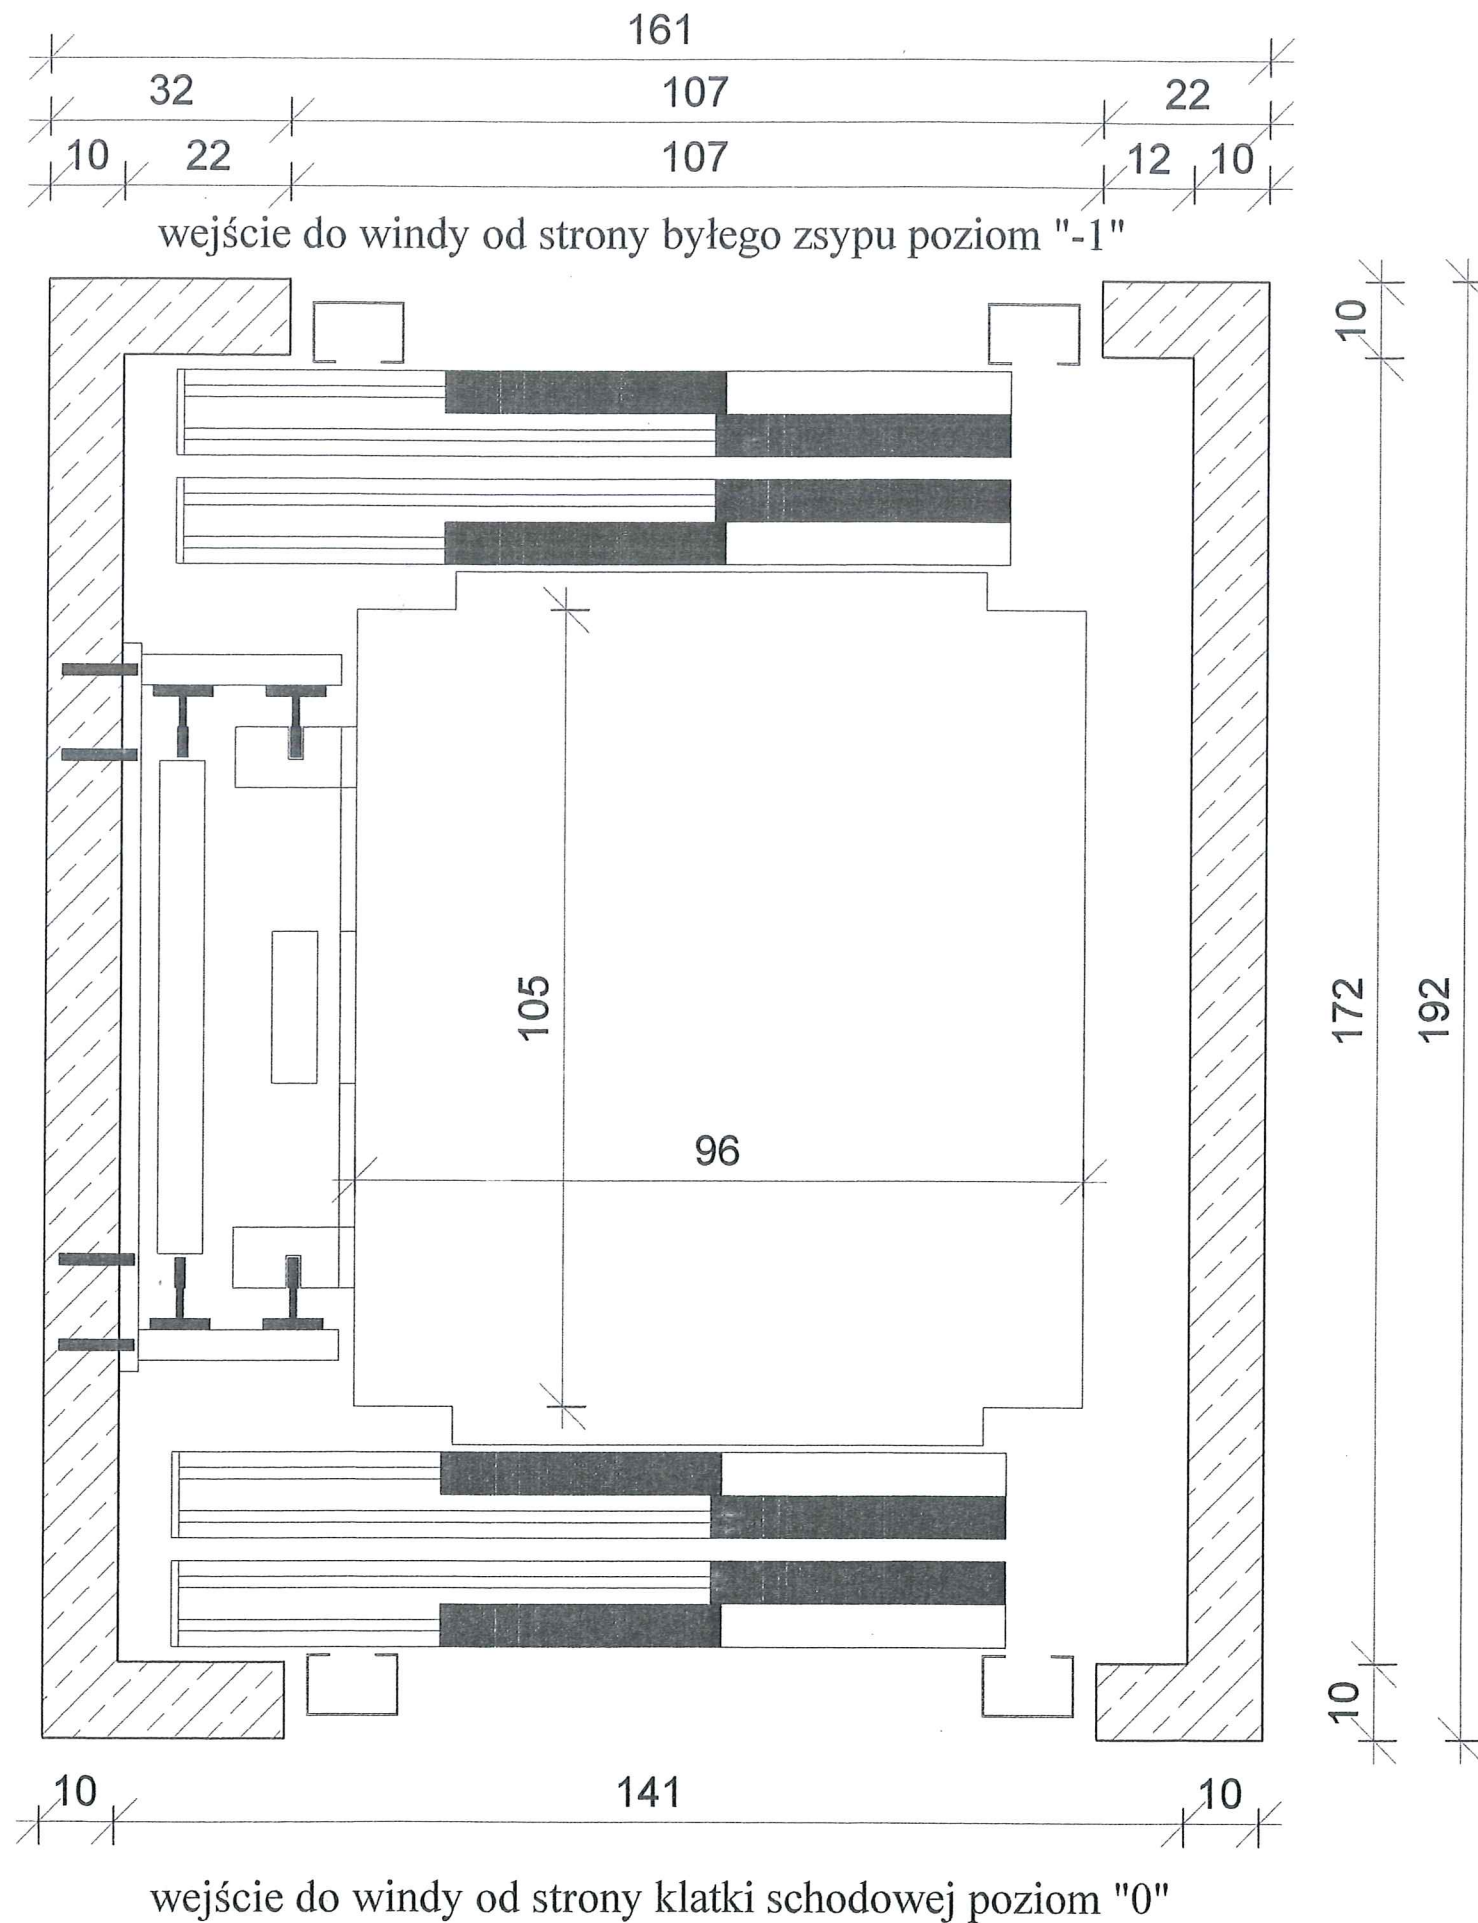 161
32 107 22
10 22 107 12 10
wejście do windy od strony byłego zsypu poziom "-1"
10
105
172
192
96
10
10 141 10
wejście do windy od strony klatki schodowej poziom "0"